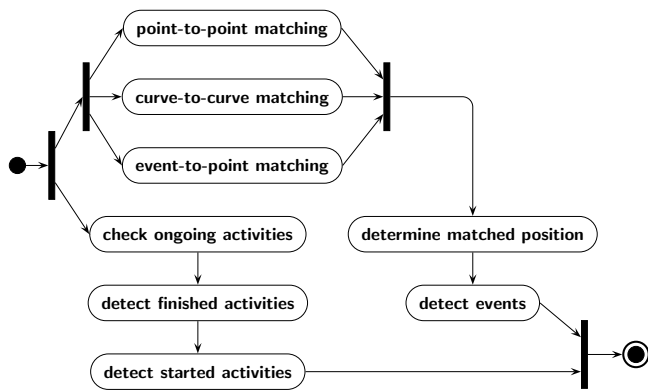 point-to-point matching
curve-to-curve matching
event-to-point matching
check ongoing activities
determine matched position
detect finished activities
detect events
detect started activities